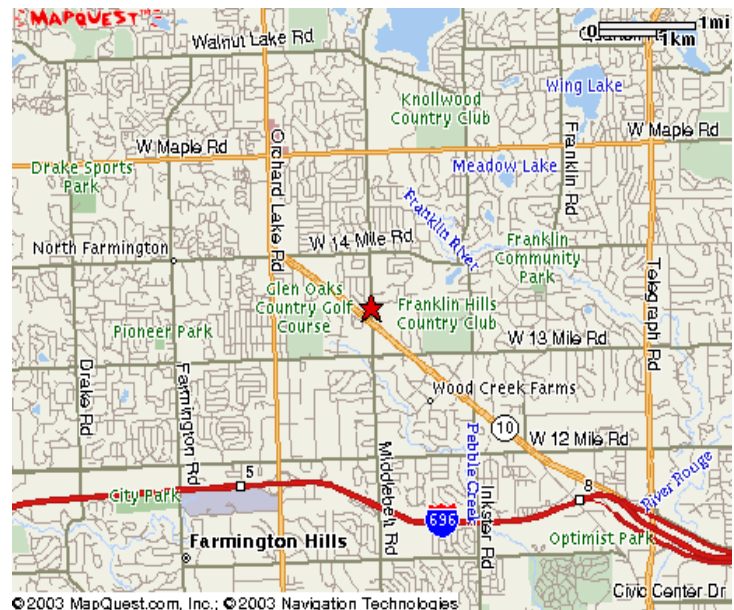 MAPQUEST
0 1mi
1km
Quarton
Walnut Lake Rd
Wing Lake
Knollwood
Country Club
Orchard Lake Rd
Franklin Rd
W Maple Rd
W Maple Rd
Drake Sports
Park
Meadow Lake
Franklin River
W 14 Mile Rd
North Farmington
Franklin
Community
Park
Telegraph Rd
Glen Oaks
Country Golf
Course
Franklin Hills
Country Club
Pioneer Park
W 13 Mile Rd
Drake Rd
Farmington Rd
Wood Creek Farms
10
W 12 Mile Rd
Pebble Creek
Middlebelt Rd
Inkster Rd
River Rouge
5
8
City Park
696
Farmington Hills
Optimist Park
Civic Center Dr
©2003 MapQuest.com, Inc.; ©2003 Navigation Technologies